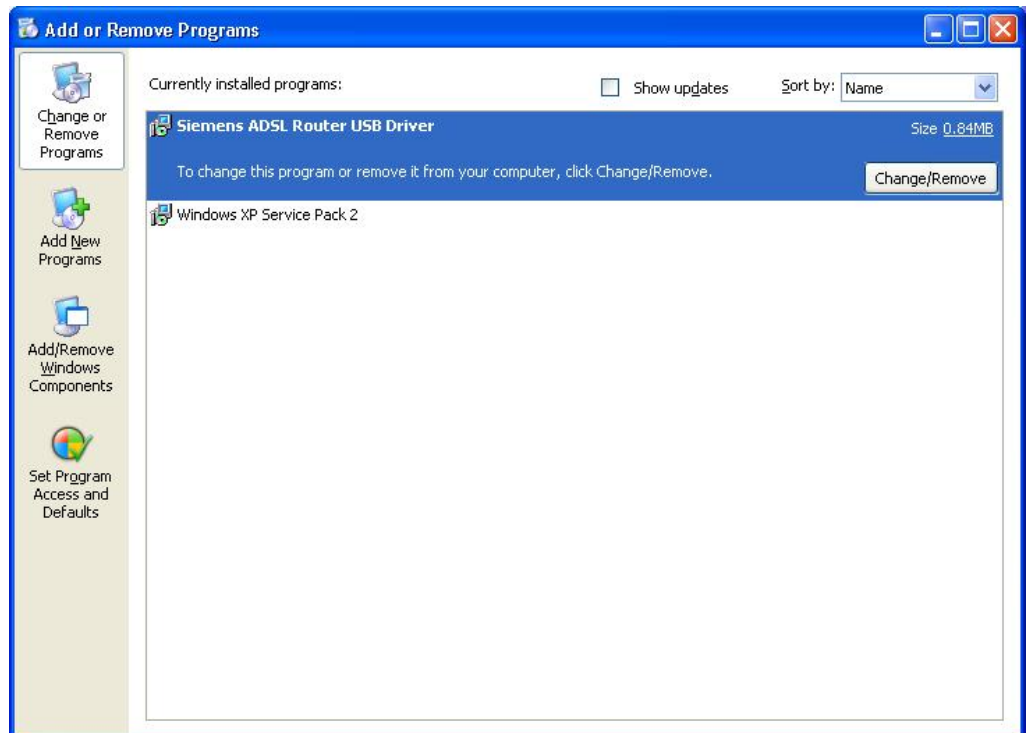 Add or Remove Programs
Change or
Remove
Programs
Add New
Programs
Add/Remove
Windows
Components
Set Program
Access and
Defaults
Currently installed programs:
Show updates
Sort by: Name
Siemens ADSL Router USB Driver
Size 0.84MB
To change this program or remove it from your computer, click Change/Remove.
Change/Remove
Windows XP Service Pack 2